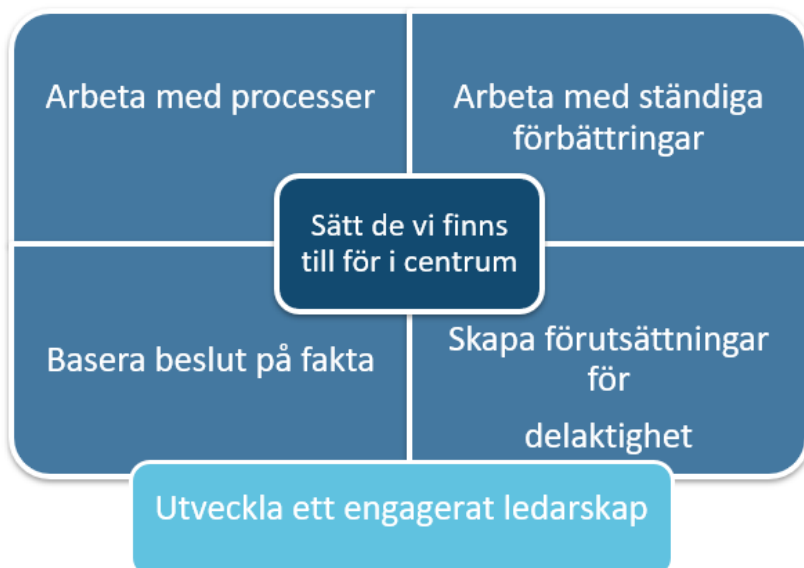 Arbeta med processer
Arbeta med ständiga
förbättringar
Sätt de vi finns
till för i centrum
Basera beslut på fakta
Skapa förutsättningar
för
delaktighet
Utveckla ett engagerat ledarskap